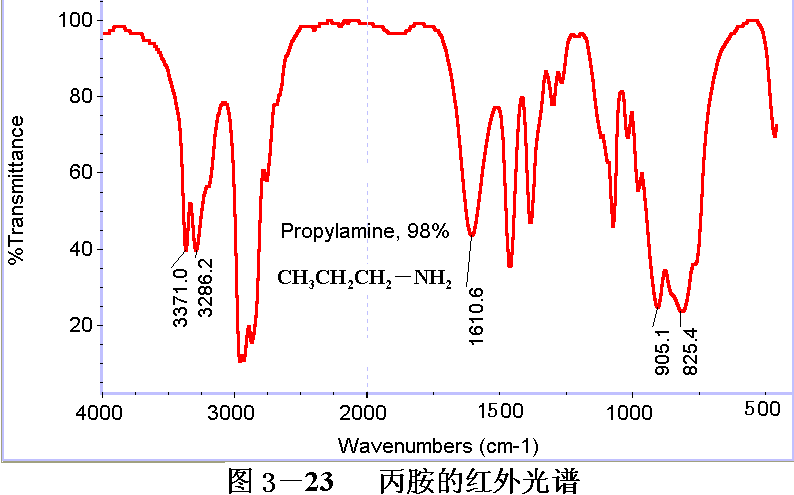 100
80
60
40
20
%Transmittance
Propylamine, 98%
CH₃CH₂CH₂－NH₂
3371.0
3286.2
1610.6
905.1
825.4
4000 3000 2000 1500 1000 500
Wavenumbers (cm-1)
图 3－23 丙胺的红外光谱